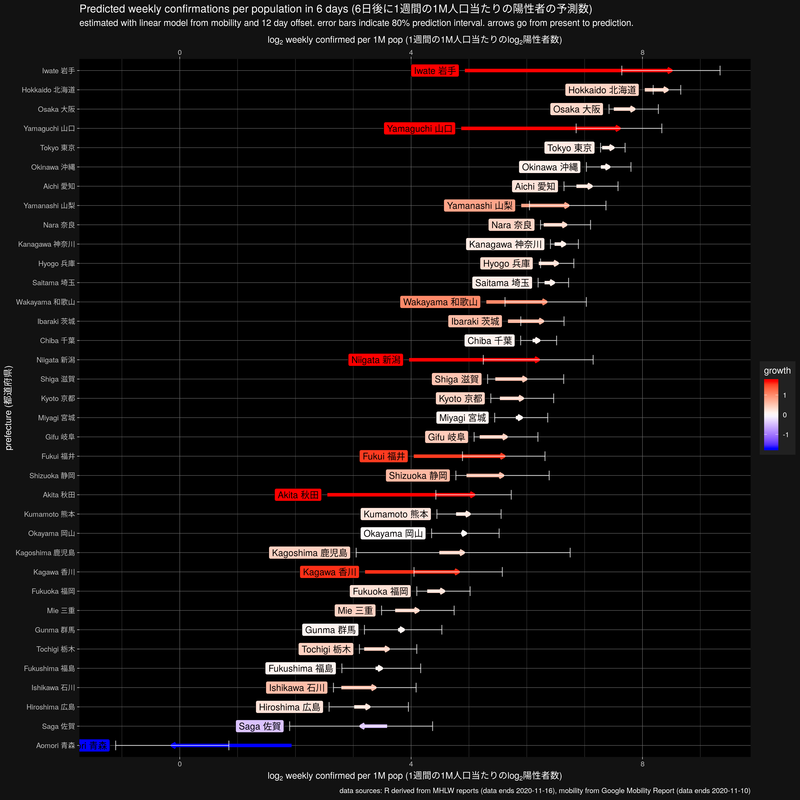 Predicted weekly confirmations per population in 6 days (6日後に1週間の1M人口当たりの陽性者の予測数)
estimated with linear model from mobility and 12 day offset. error bars indicate 80% prediction interval. arrows go from present to prediction.
log₂ weekly confirmed per 1M pop (1週間の1M人口当たりのlog₂陽性者数)
0 4 8
Iwate 岩手 Iwate 岩手
Hokkaido 北海道 Hokkaido 北海道
Osaka 大阪 Osaka 大阪
Yamaguchi 山口 Yamaguchi 山口
Tokyo 東京 Tokyo 東京
Okinawa 沖縄 Okinawa 沖縄
Aichi 愛知 Aichi 愛知
Yamanashi 山梨 Yamanashi 山梨
Nara 奈良 Nara 奈良
Kanagawa 神奈川 Kanagawa 神奈川
Hyogo 兵庫 Hyogo 兵庫
Saitama 埼玉 Saitama 埼玉
Wakayama 和歌山 Wakayama 和歌山
Ibaraki 茨城 Ibaraki 茨城
Chiba 千葉 Chiba 千葉
Niigata 新潟 Niigata 新潟
Shiga 滋賀 Shiga 滋賀
Kyoto 京都 Kyoto 京都
Miyagi 宮城 Miyagi 宮城
Gifu 岐阜 Gifu 岐阜
Fukui 福井 Fukui 福井
Shizuoka 静岡 Shizuoka 静岡
Akita 秋田 Akita 秋田
Kumamoto 熊本 Kumamoto 熊本
Okayama 岡山 Okayama 岡山
Kagoshima 鹿児島 Kagoshima 鹿児島
Kagawa 香川 Kagawa 香川
Fukuoka 福岡 Fukuoka 福岡
Mie 三重 Mie 三重
Gunma 群馬 Gunma 群馬
Tochigi 栃木 Tochigi 栃木
Fukushima 福島 Fukushima 福島
Ishikawa 石川 Ishikawa 石川
Hiroshima 広島 Hiroshima 広島
Saga 佐賀 Saga 佐賀
Aomori 青森 ri 青森
0 4 8
log₂ weekly confirmed per 1M pop (1週間の1M人口当たりのlog₂陽性者数)
prefecture (都道府県)
growth
1
0
-1
data sources: R derived from MHLW reports (data ends 2020-11-16), mobility from Google Mobility Report (data ends 2020-11-10)